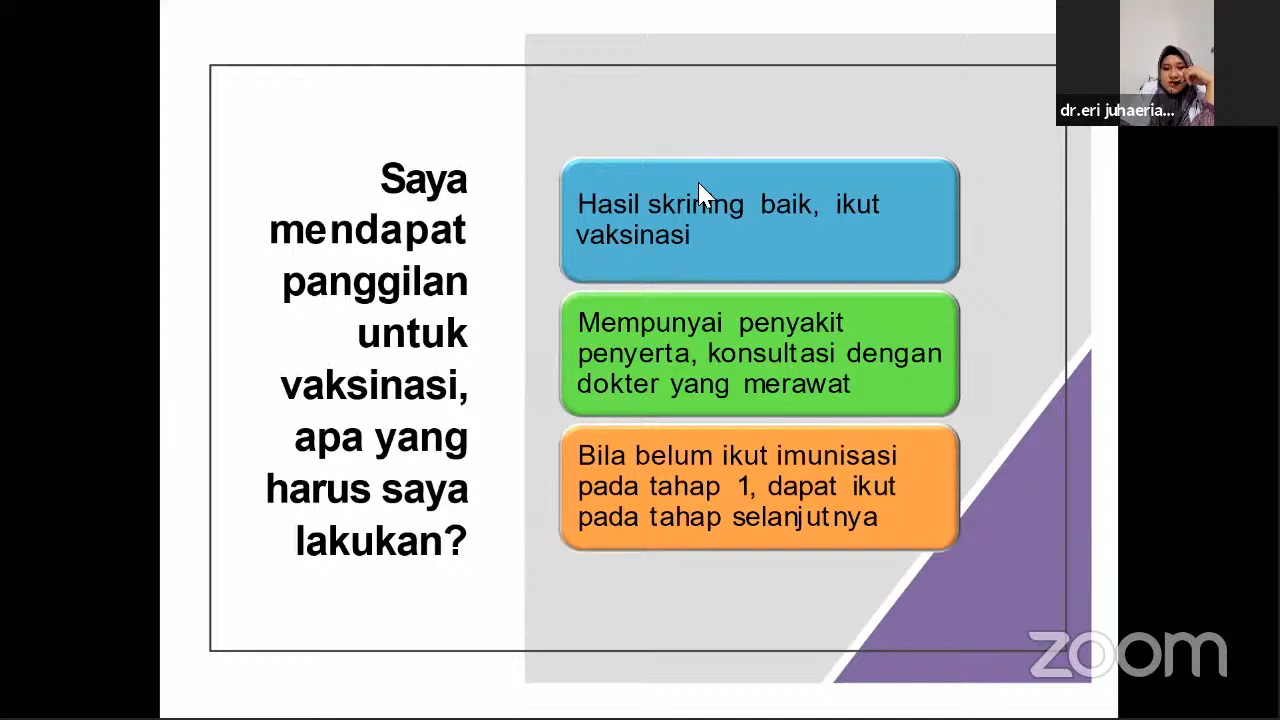 Saya
mendapat
panggilan
untuk
vaksinasi,
apa yang
harus saya
lakukan?
Hasil skrining baik, ikut
vaksinasi
Mempunyai penyakit
penyerta, konsultasi dengan
dokter yang merawat
Bila belum ikut imunisasi
pada tahap 1, dapat ikut
pada tahap selanjutnya
dr.eri juhaeria...
zoom